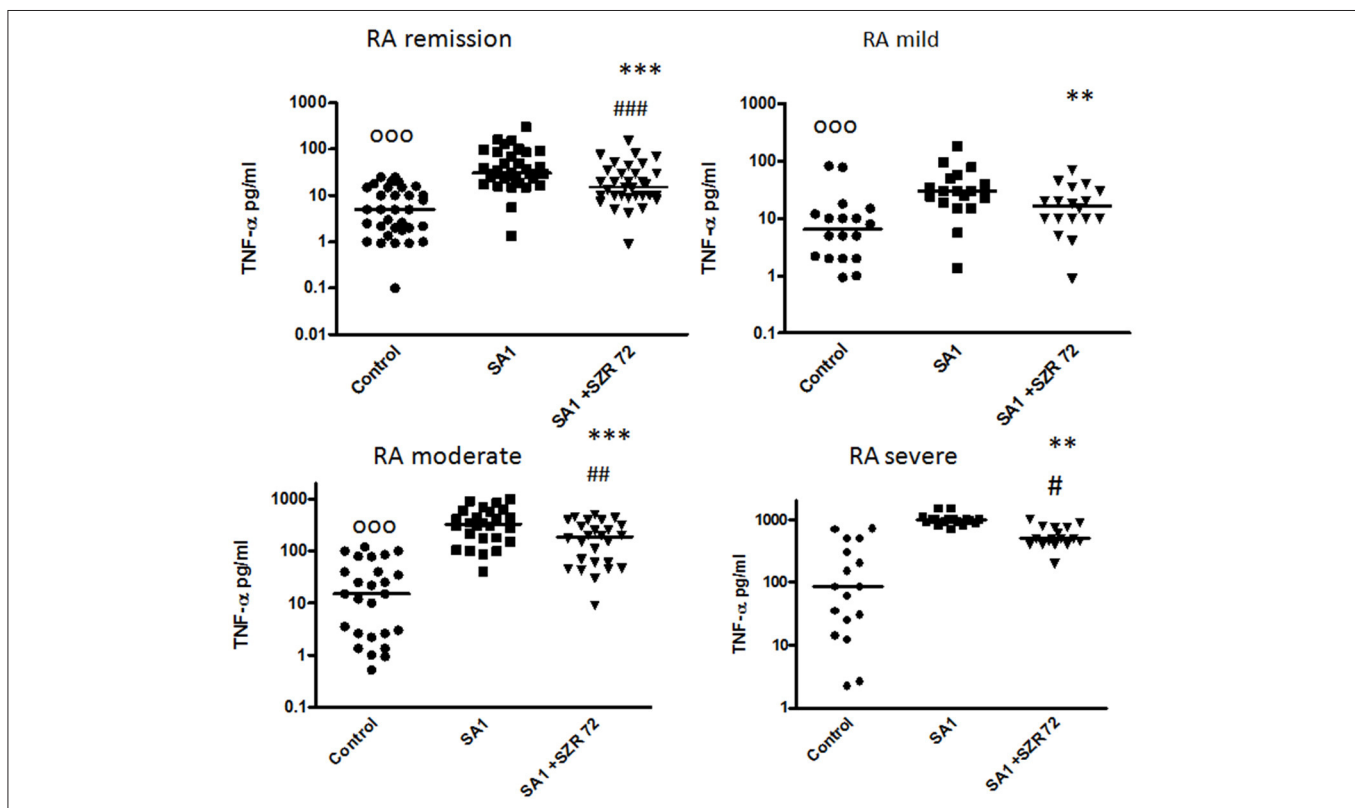 RA remission
***
###
ooo
TNF-α pg/ml
1000
100
10
1
0.1
0.01
Control
SA1
SA1 +SZR 72
RA mild
**
ooo
TNF-α pg/ml
1000
100
10
1
0.1
Control
SA1
SA1 +SZR 72
RA moderate
***
##
ooo
TNF-α pg/ml
1000
100
10
1
0.1
Control
SA1
SA1 +SZR 72
RA severe
**
#
TNF-α pg/ml
1000
100
10
1
Control
SA1
SA1 +SZR 72